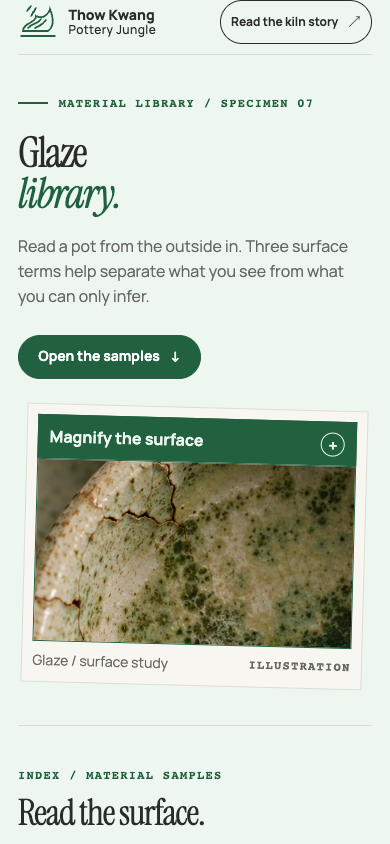 Thow Kwang
Pottery Jungle
Read the kiln story ↗
MATERIAL LIBRARY / SPECIMEN 07
Glaze
library.
Read a pot from the outside in. Three surface
terms help separate what you see from what
you can only infer.
Open the samples ↓
Magnify the surface +
Glaze / surface study
ILLUSTRATION
INDEX / MATERIAL SAMPLES
Read the surface.